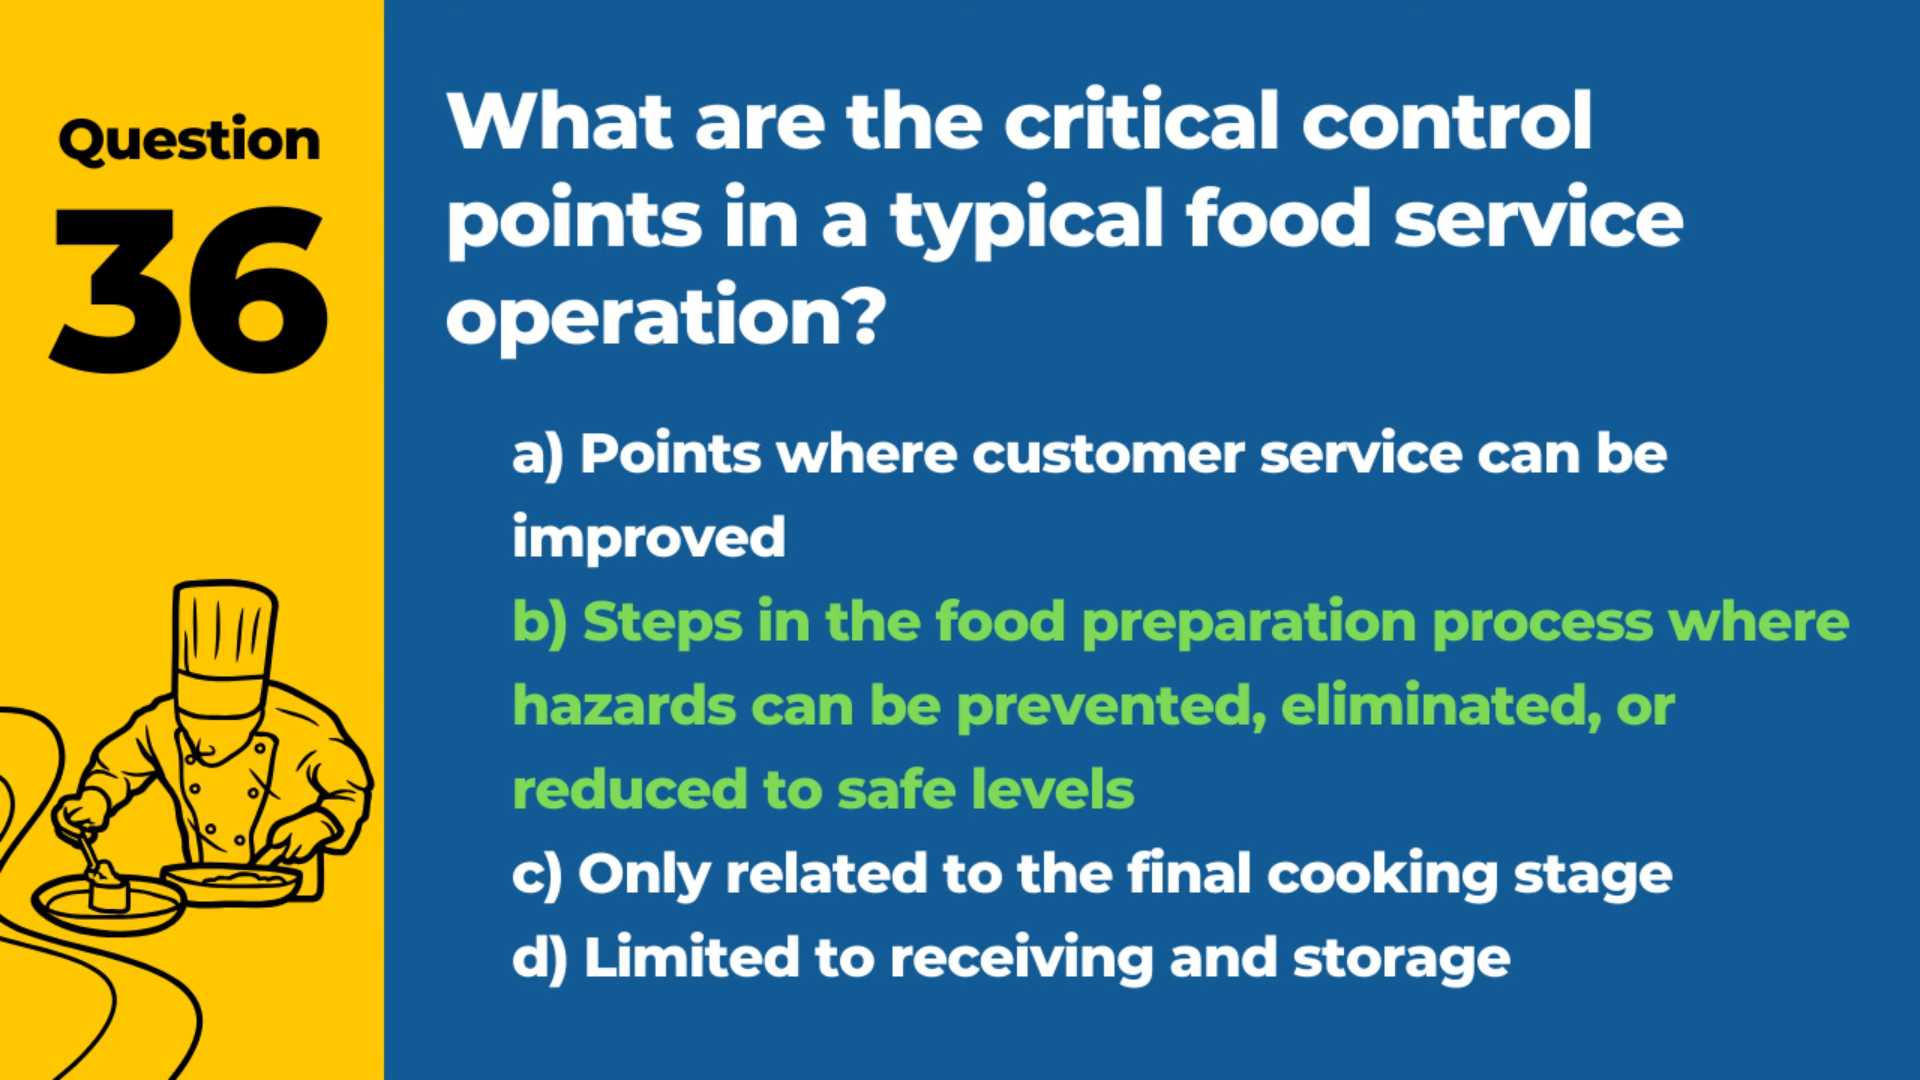 Question
36
What are the critical control
points in a typical food service
operation?
a) Points where customer service can be
improved
b) Steps in the food preparation process where
hazards can be prevented, eliminated, or
reduced to safe levels
c) Only related to the final cooking stage
d) Limited to receiving and storage